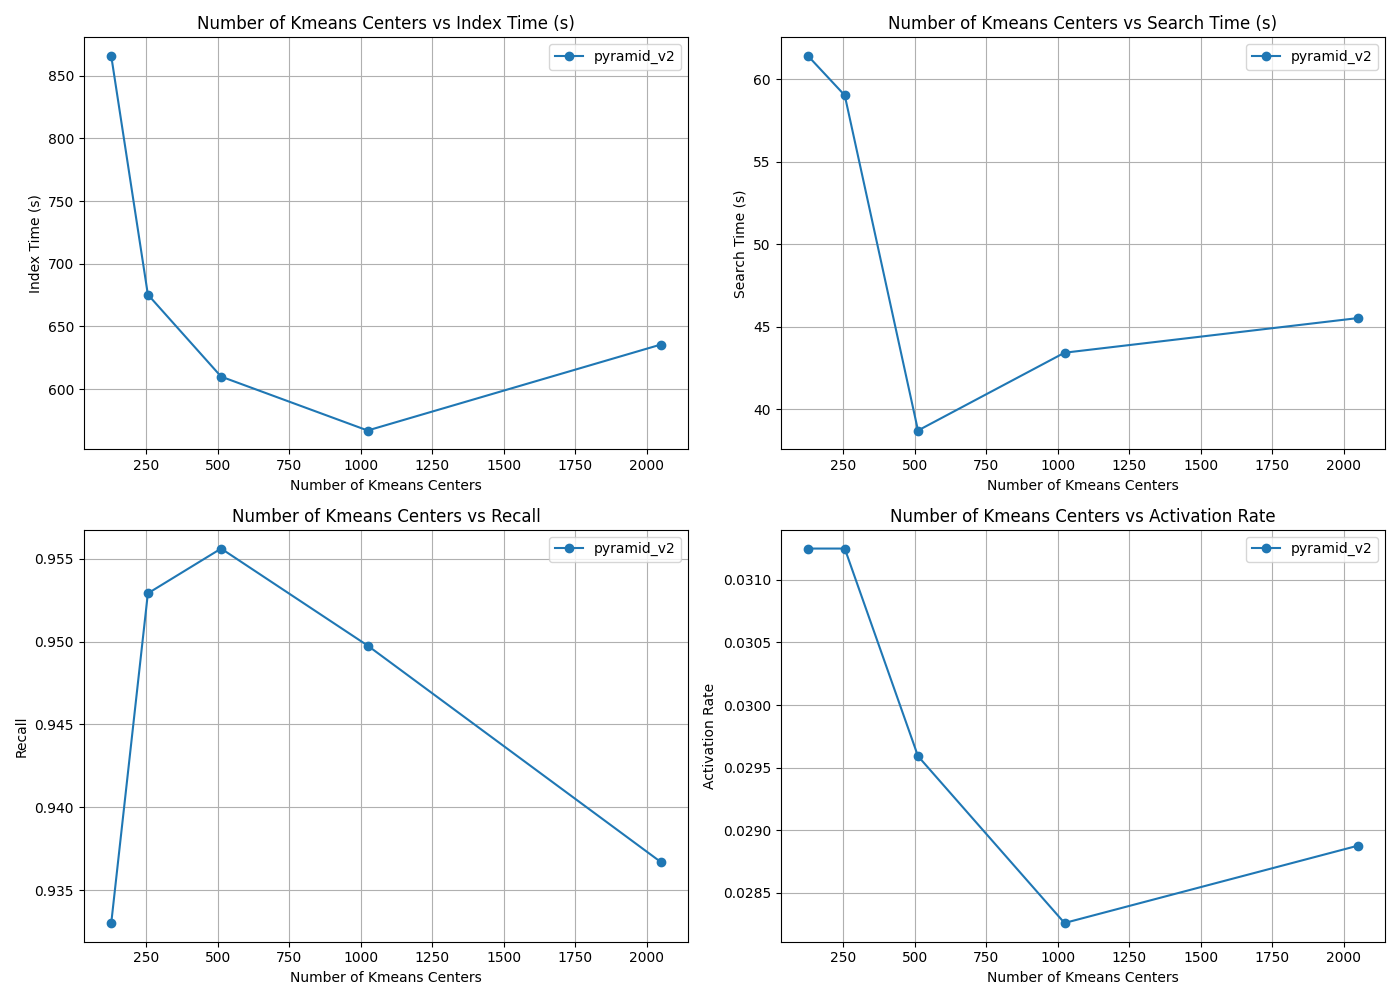 Number of Kmeans Centers vs Index Time (s)
pyramid_v2
Index Time (s)
850
800
750
700
650
600
250 500 750 1000 1250 1500 1750 2000
Number of Kmeans Centers
Number of Kmeans Centers vs Search Time (s)
pyramid_v2
Search Time (s)
60
55
50
45
40
250 500 750 1000 1250 1500 1750 2000
Number of Kmeans Centers
Number of Kmeans Centers vs Recall
pyramid_v2
Recall
0.955
0.950
0.945
0.940
0.935
250 500 750 1000 1250 1500 1750 2000
Number of Kmeans Centers
Number of Kmeans Centers vs Activation Rate
pyramid_v2
Activation Rate
0.0310
0.0305
0.0300
0.0295
0.0290
0.0285
250 500 750 1000 1250 1500 1750 2000
Number of Kmeans Centers